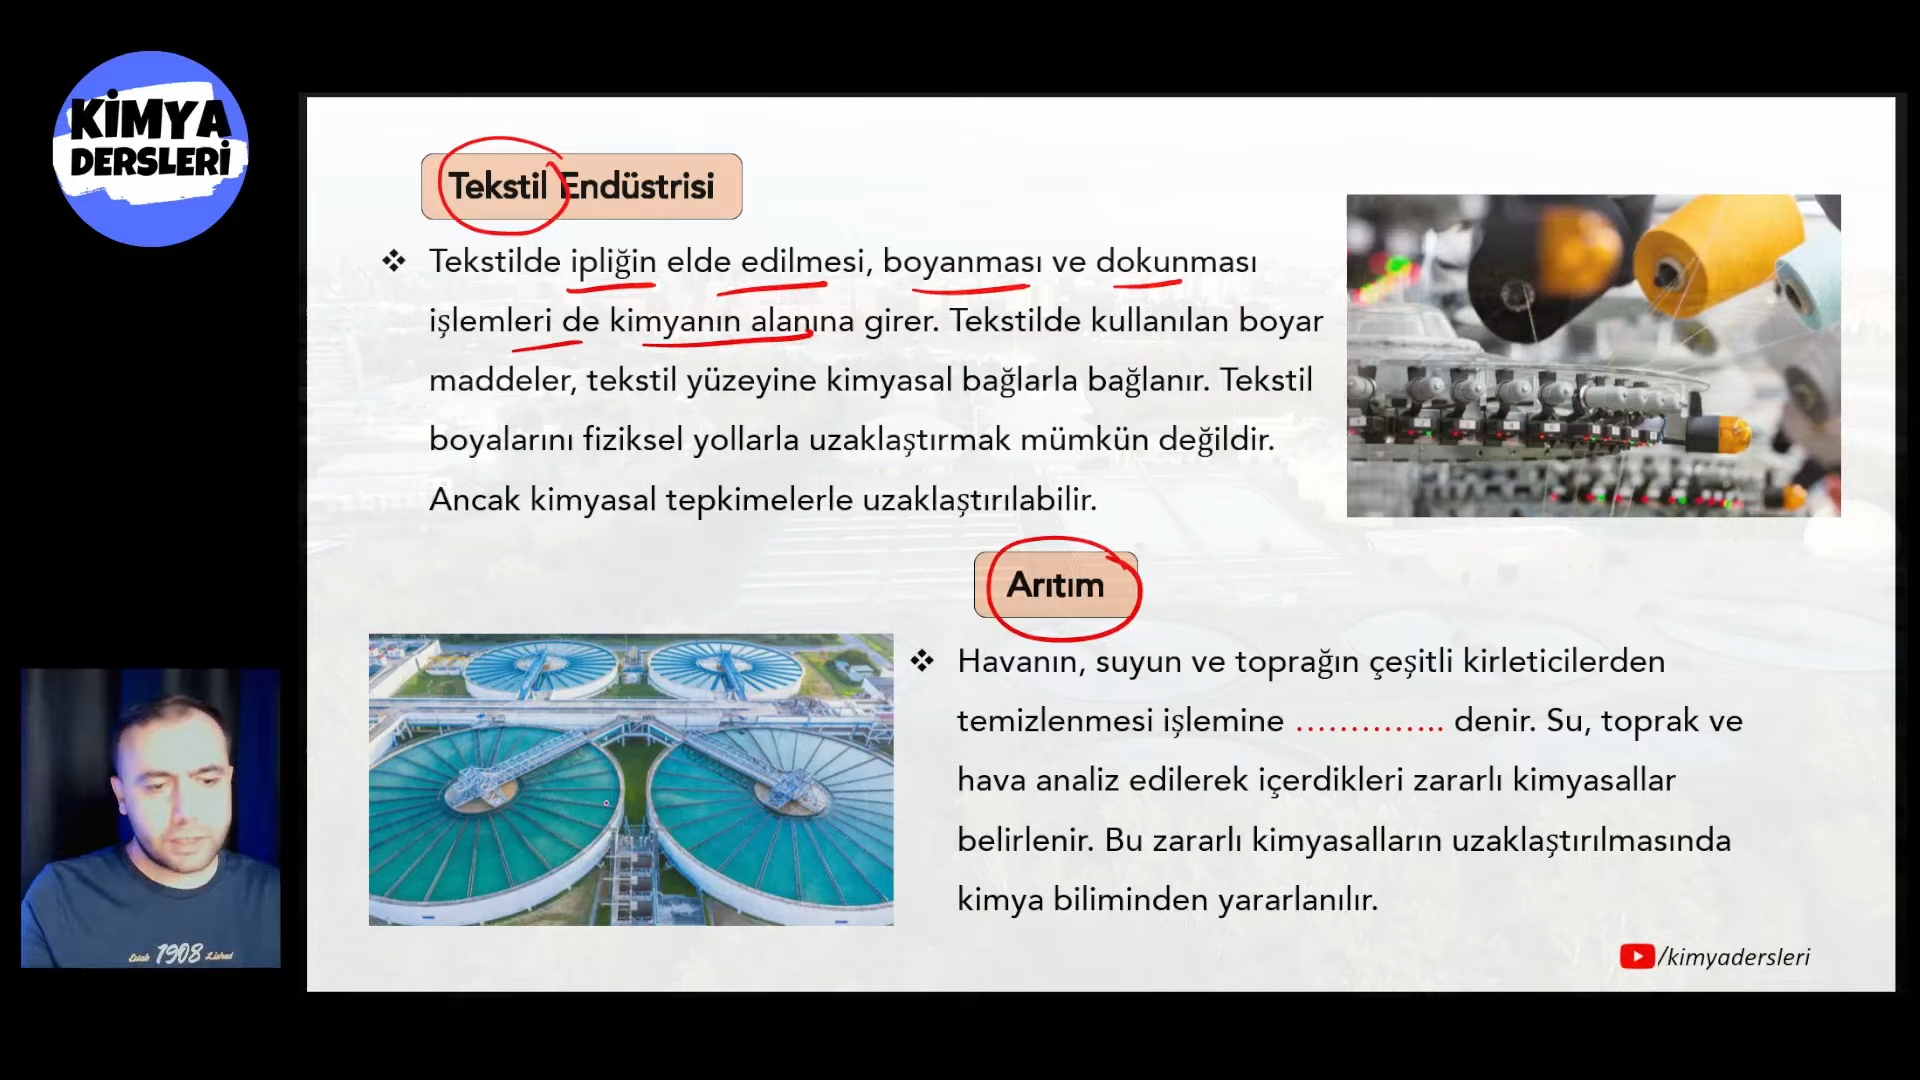 KİMYA
DERSLERİ
Tekstil Endüstrisi
❖ Tekstilde ipliğin elde edilmesi, boyanması ve dokunması
işlemleri de kimyanın alanına girer. Tekstilde kullanılan boyar
maddeler, tekstil yüzeyine kimyasal bağlarla bağlanır. Tekstil
boyalarını fiziksel yollarla uzaklaştırmak mümkün değildir.
Ancak kimyasal tepkimelerle uzaklaştırılabilir.
Arıtım
❖ Havanın, suyun ve toprağın çeşitli kirleticilerden
temizlenmesi işlemine .............. denir. Su, toprak ve
hava analiz edilerek içerdikleri zararlı kimyasallar
belirlenir. Bu zararlı kimyasalların uzaklaştırılmasında
kimya biliminden yararlanılır.
/kimyadersleri
Estab 1908 Lished